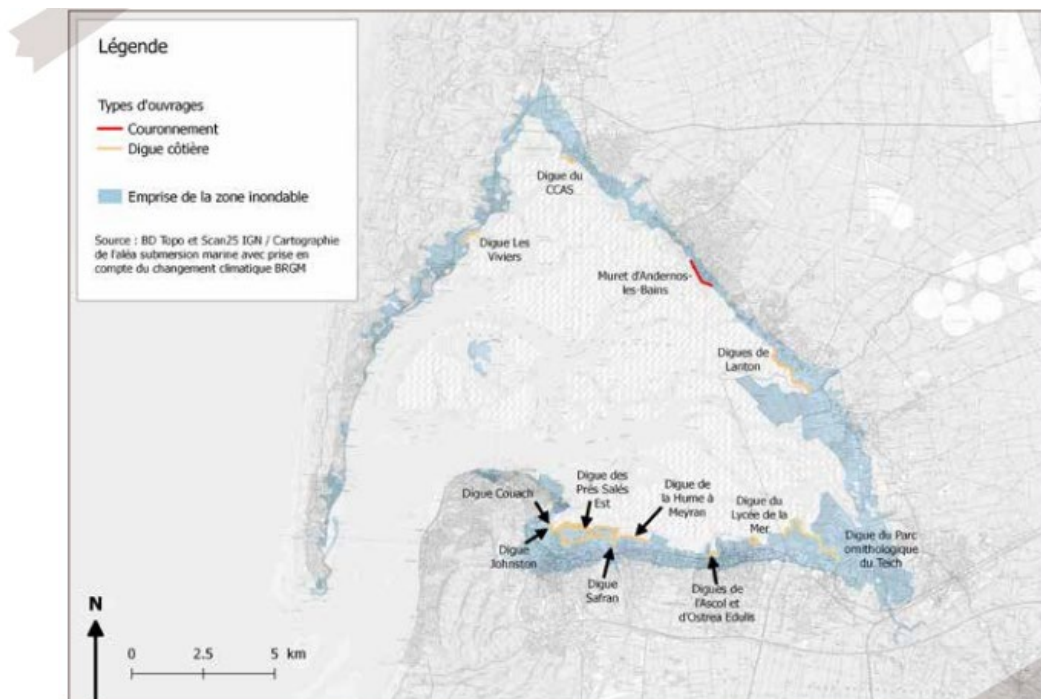 Légende
Types d'ouvrages
Couronnement
Digue côtière
Emprise de la zone inondable
Source : BD Topo et Scan25 IGN / Cartographie
de l'aléa submersion marine avec prise en
compte du changement climatique BRGM
Digue du
CCAS
Digue Les
Viviers
Muret d'Andernos-
les-Bains
Digues de
Lanton
Digue Couach
Digue des
Prés Salés
Est
Digue de
la Hume à
Meyran
Digue du
Lycée de la
Mer
Digue du Parc
ornithologique
du Teich
Digue
Johnston
Digue
Safran
Digues de
l'Ascol et
d'Ostrea Edulis
N
0 2.5 5 km